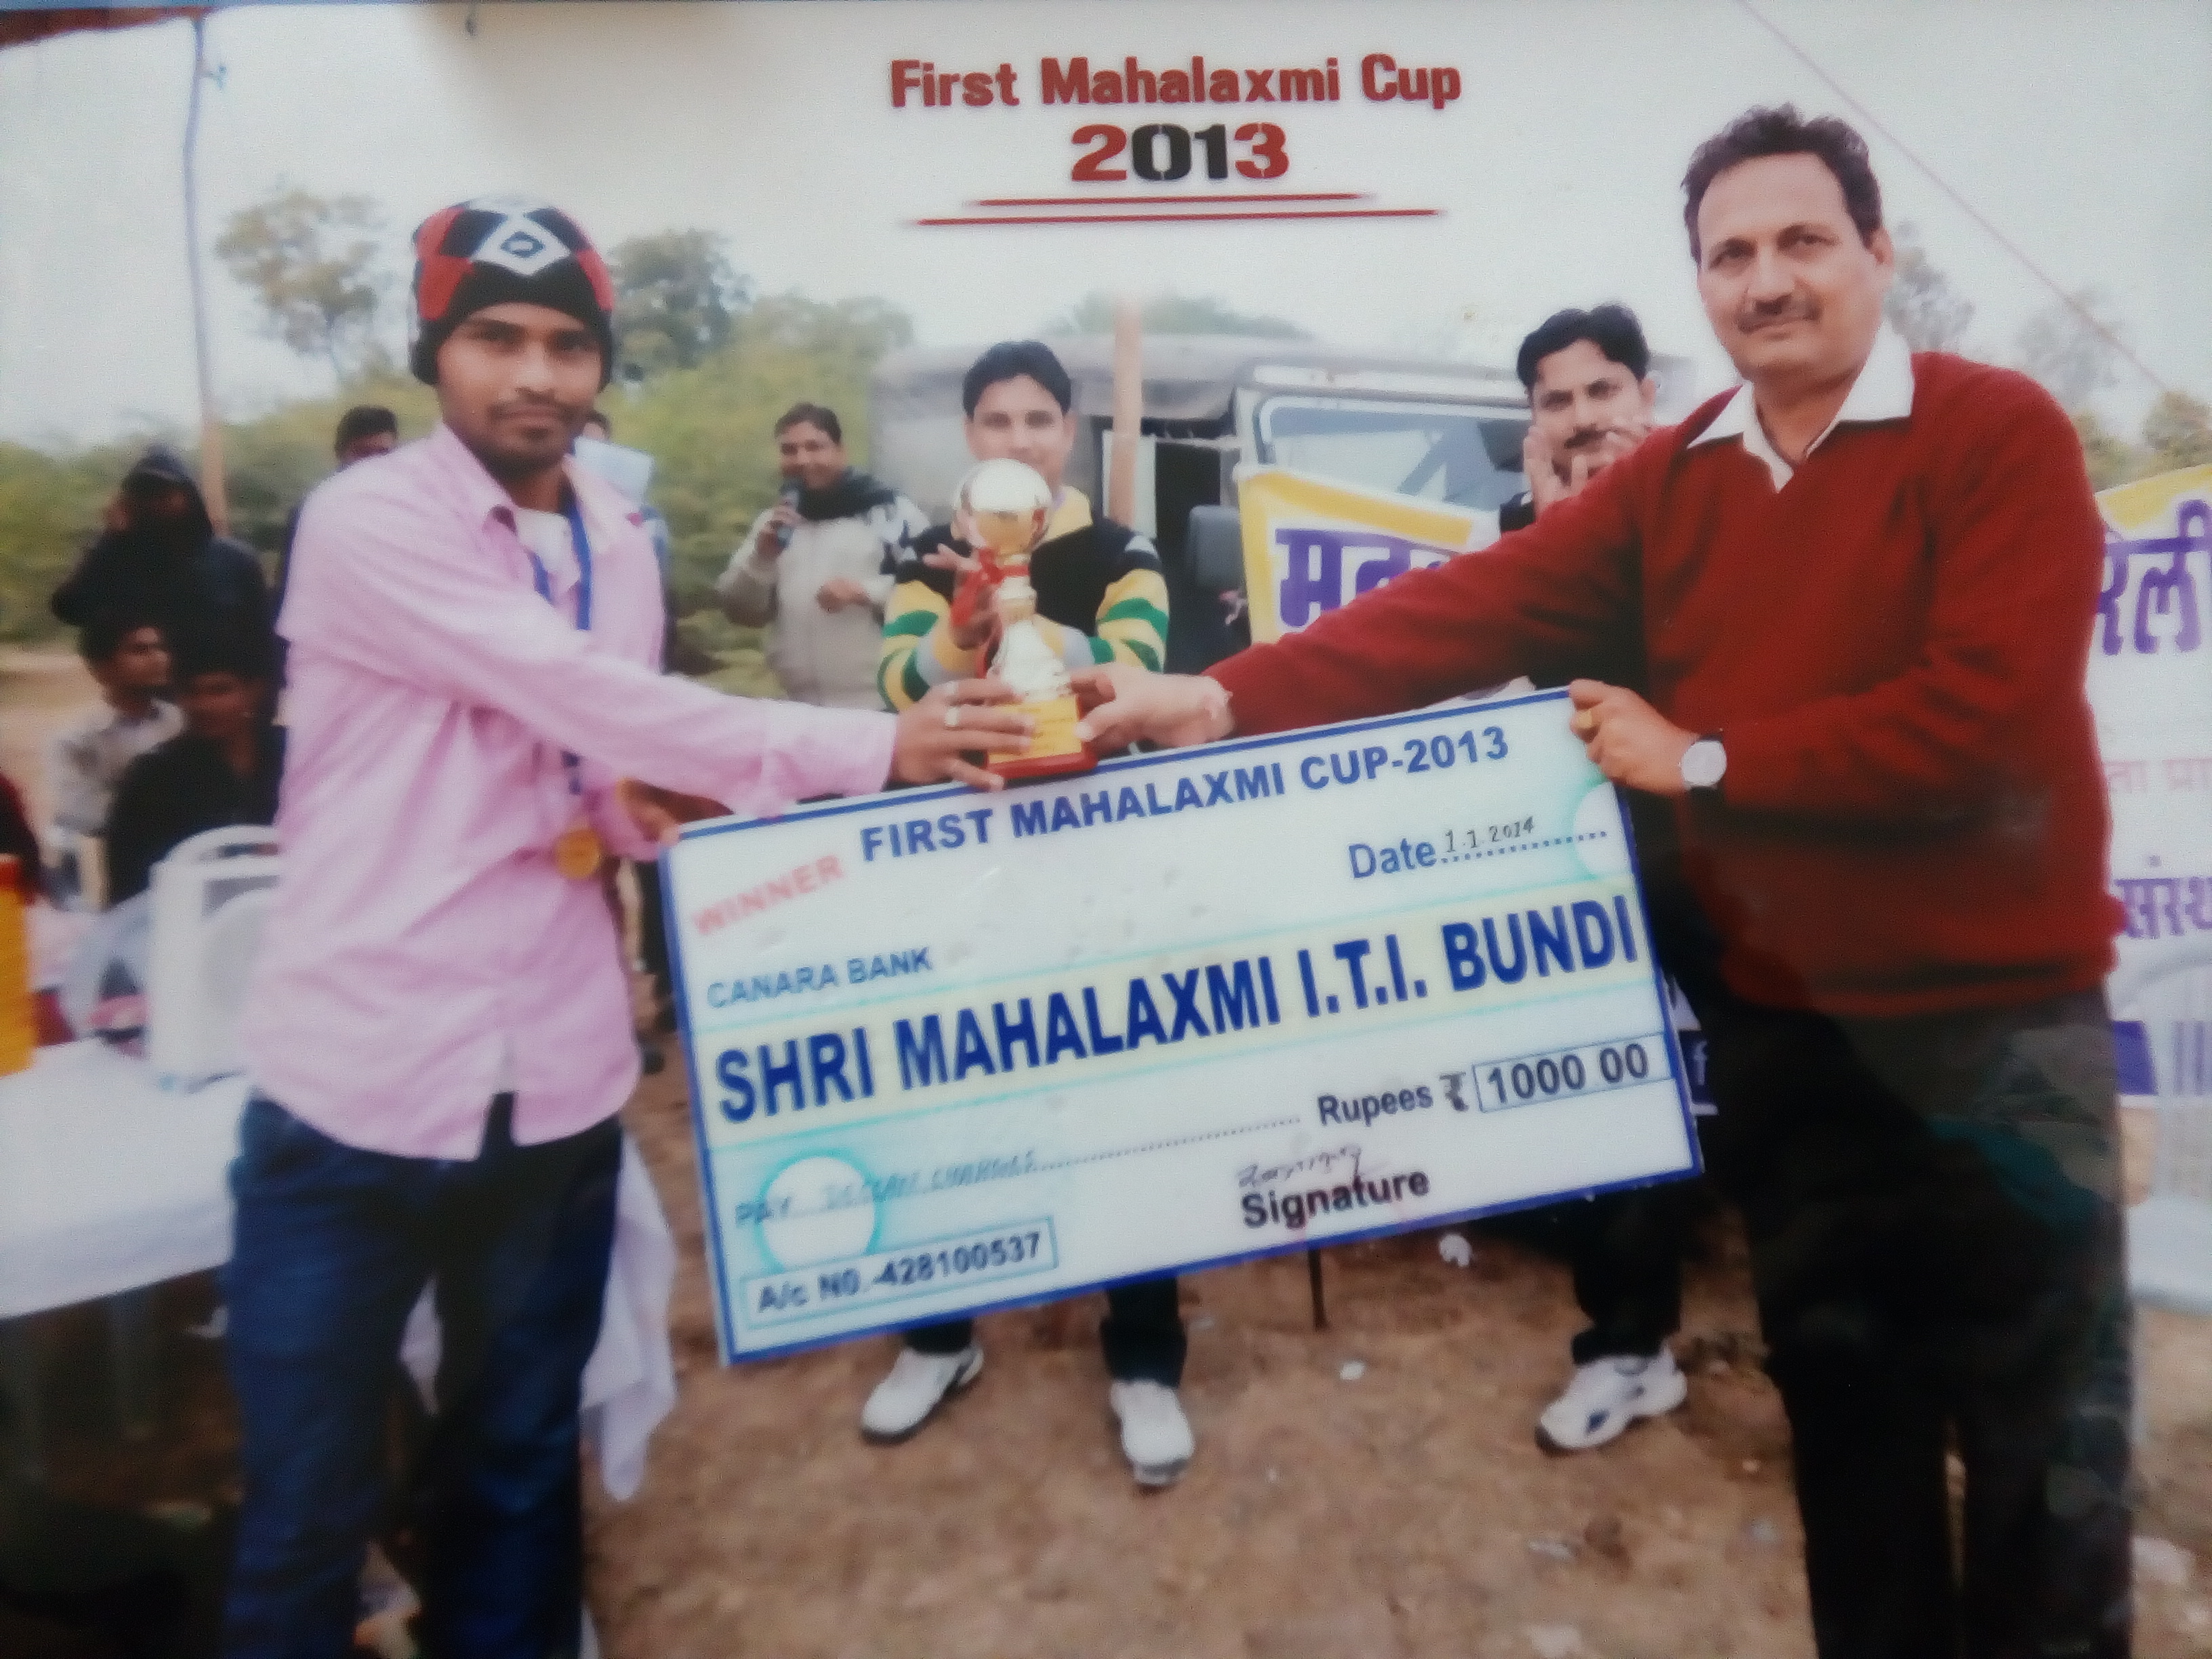 First Mahalaxmi Cup
2013
रेली
FIRST MAHALAXMI CUP-2013
WINNER
Date 1.1.2014
CANARA BANK
SHRI MAHALAXMI I.T.I. BUNDI
Rupees ₹ 1000 00
PAY
Signature
A/c NO.-428100537